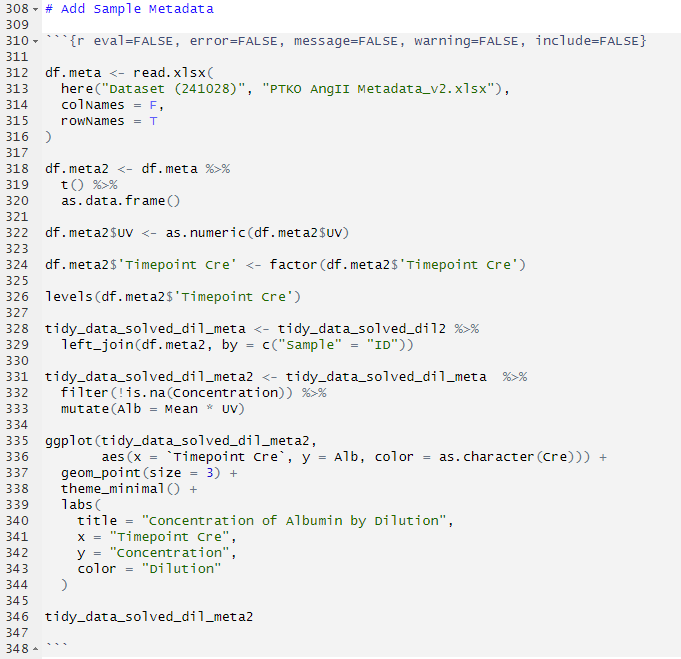 308 # Add Sample Metadata
309
310 ```{r eval=FALSE, error=FALSE, message=FALSE, warning=FALSE, include=FALSE}
311
312 df.meta <- read.xlsx(
313   here("Dataset (241028)", "PTKO AngII Metadata_v2.xlsx"),
314   colNames = F,
315   rowNames = T
316 )
317
318 df.meta2 <- df.meta %>%
319   t() %>%
320   as.data.frame()
321
322 df.meta2$UV <- as.numeric(df.meta2$UV)
323
324 df.meta2$'Timepoint Cre' <- factor(df.meta2$'Timepoint Cre')
325
326 levels(df.meta2$'Timepoint Cre')
327
328 tidy_data_solved_dil_meta <- tidy_data_solved_dil2 %>%
329   left_join(df.meta2, by = c("Sample" = "ID"))
330
331 tidy_data_solved_dil_meta2 <- tidy_data_solved_dil_meta  %>%
332   filter(!is.na(Concentration)) %>%
333   mutate(Alb = Mean * UV)
334
335 ggplot(tidy_data_solved_dil_meta2,
336        aes(x = `Timepoint Cre`, y = Alb, color = as.character(Cre))) +
337   geom_point(size = 3) +
338   theme_minimal() +
339   labs(
340     title = "Concentration of Albumin by Dilution",
341     x = "Timepoint Cre",
342     y = "Concentration",
343     color = "Dilution"
344   )
345
346 tidy_data_solved_dil_meta2
347
348 ```